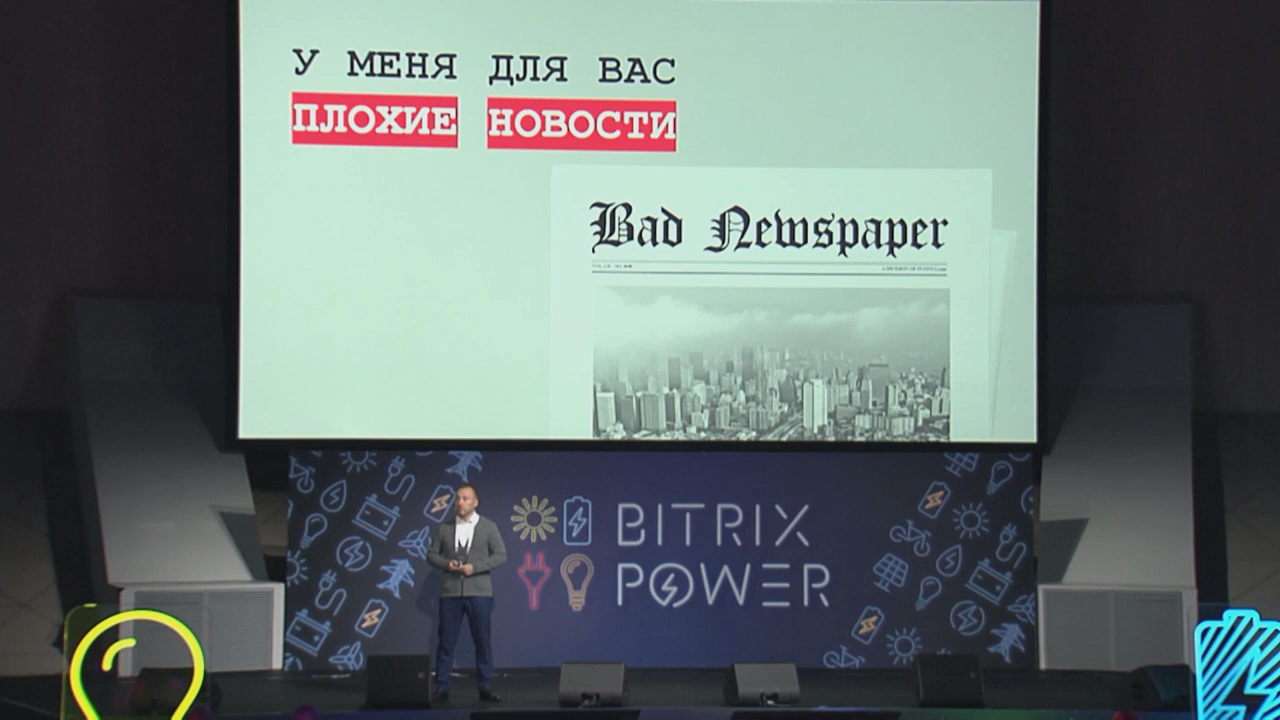 У МЕНЯ ДЛЯ ВАС
ПЛОХИЕ НОВОСТИ
Bad Newspaper
BITRIX
POWER